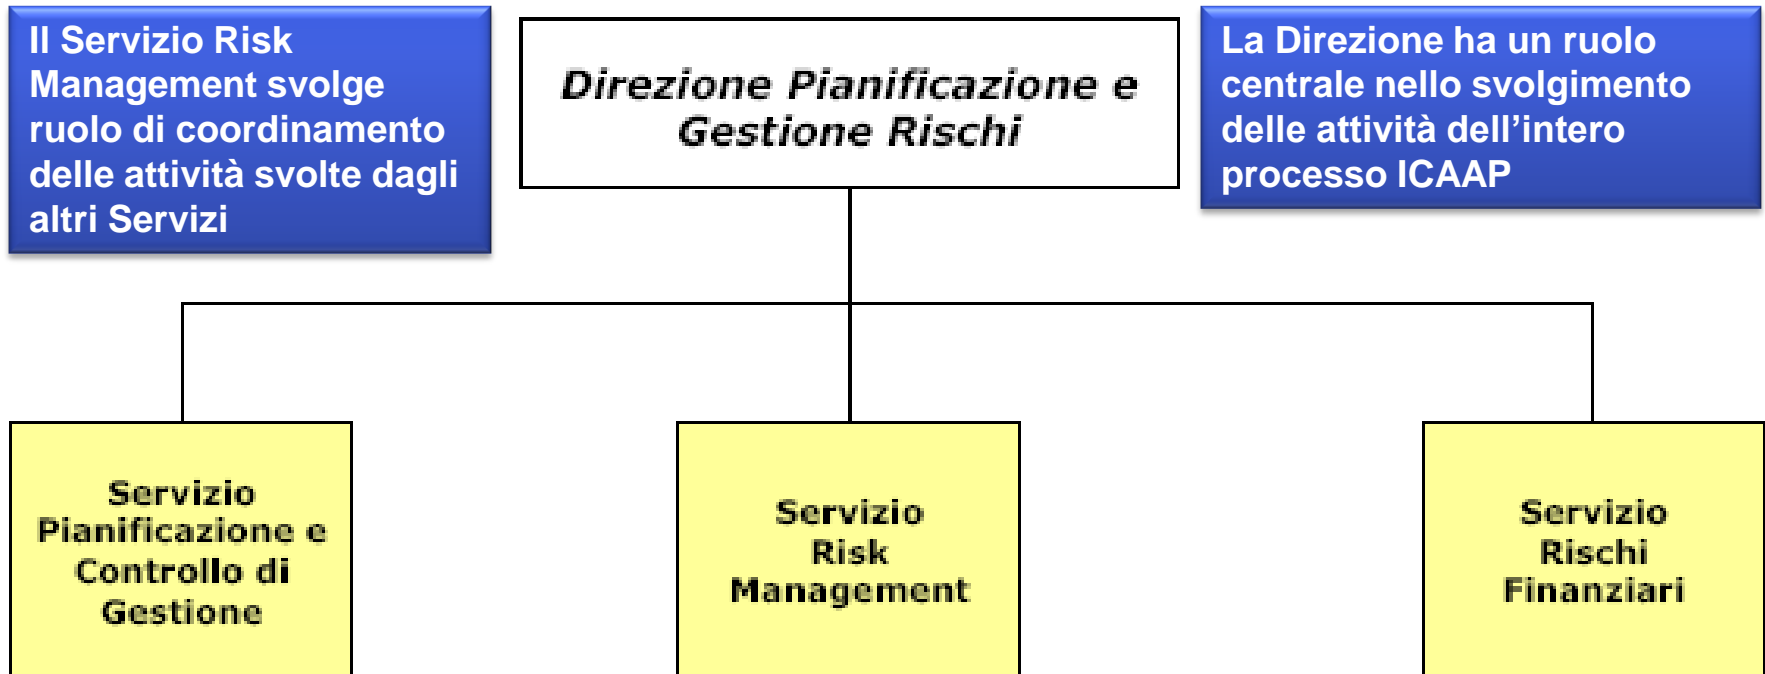 Il Servizio Risk
Management svolge
ruolo di coordinamento
delle attività svolte dagli
altri Servizi
Direzione Pianificazione e
Gestione Rischi
La Direzione ha un ruolo
centrale nello svolgimento
delle attività dell’intero
processo ICAAP
Servizio
Pianificazione e
Controllo di
Gestione
Servizio
Risk
Management
Servizio
Rischi
Finanziari